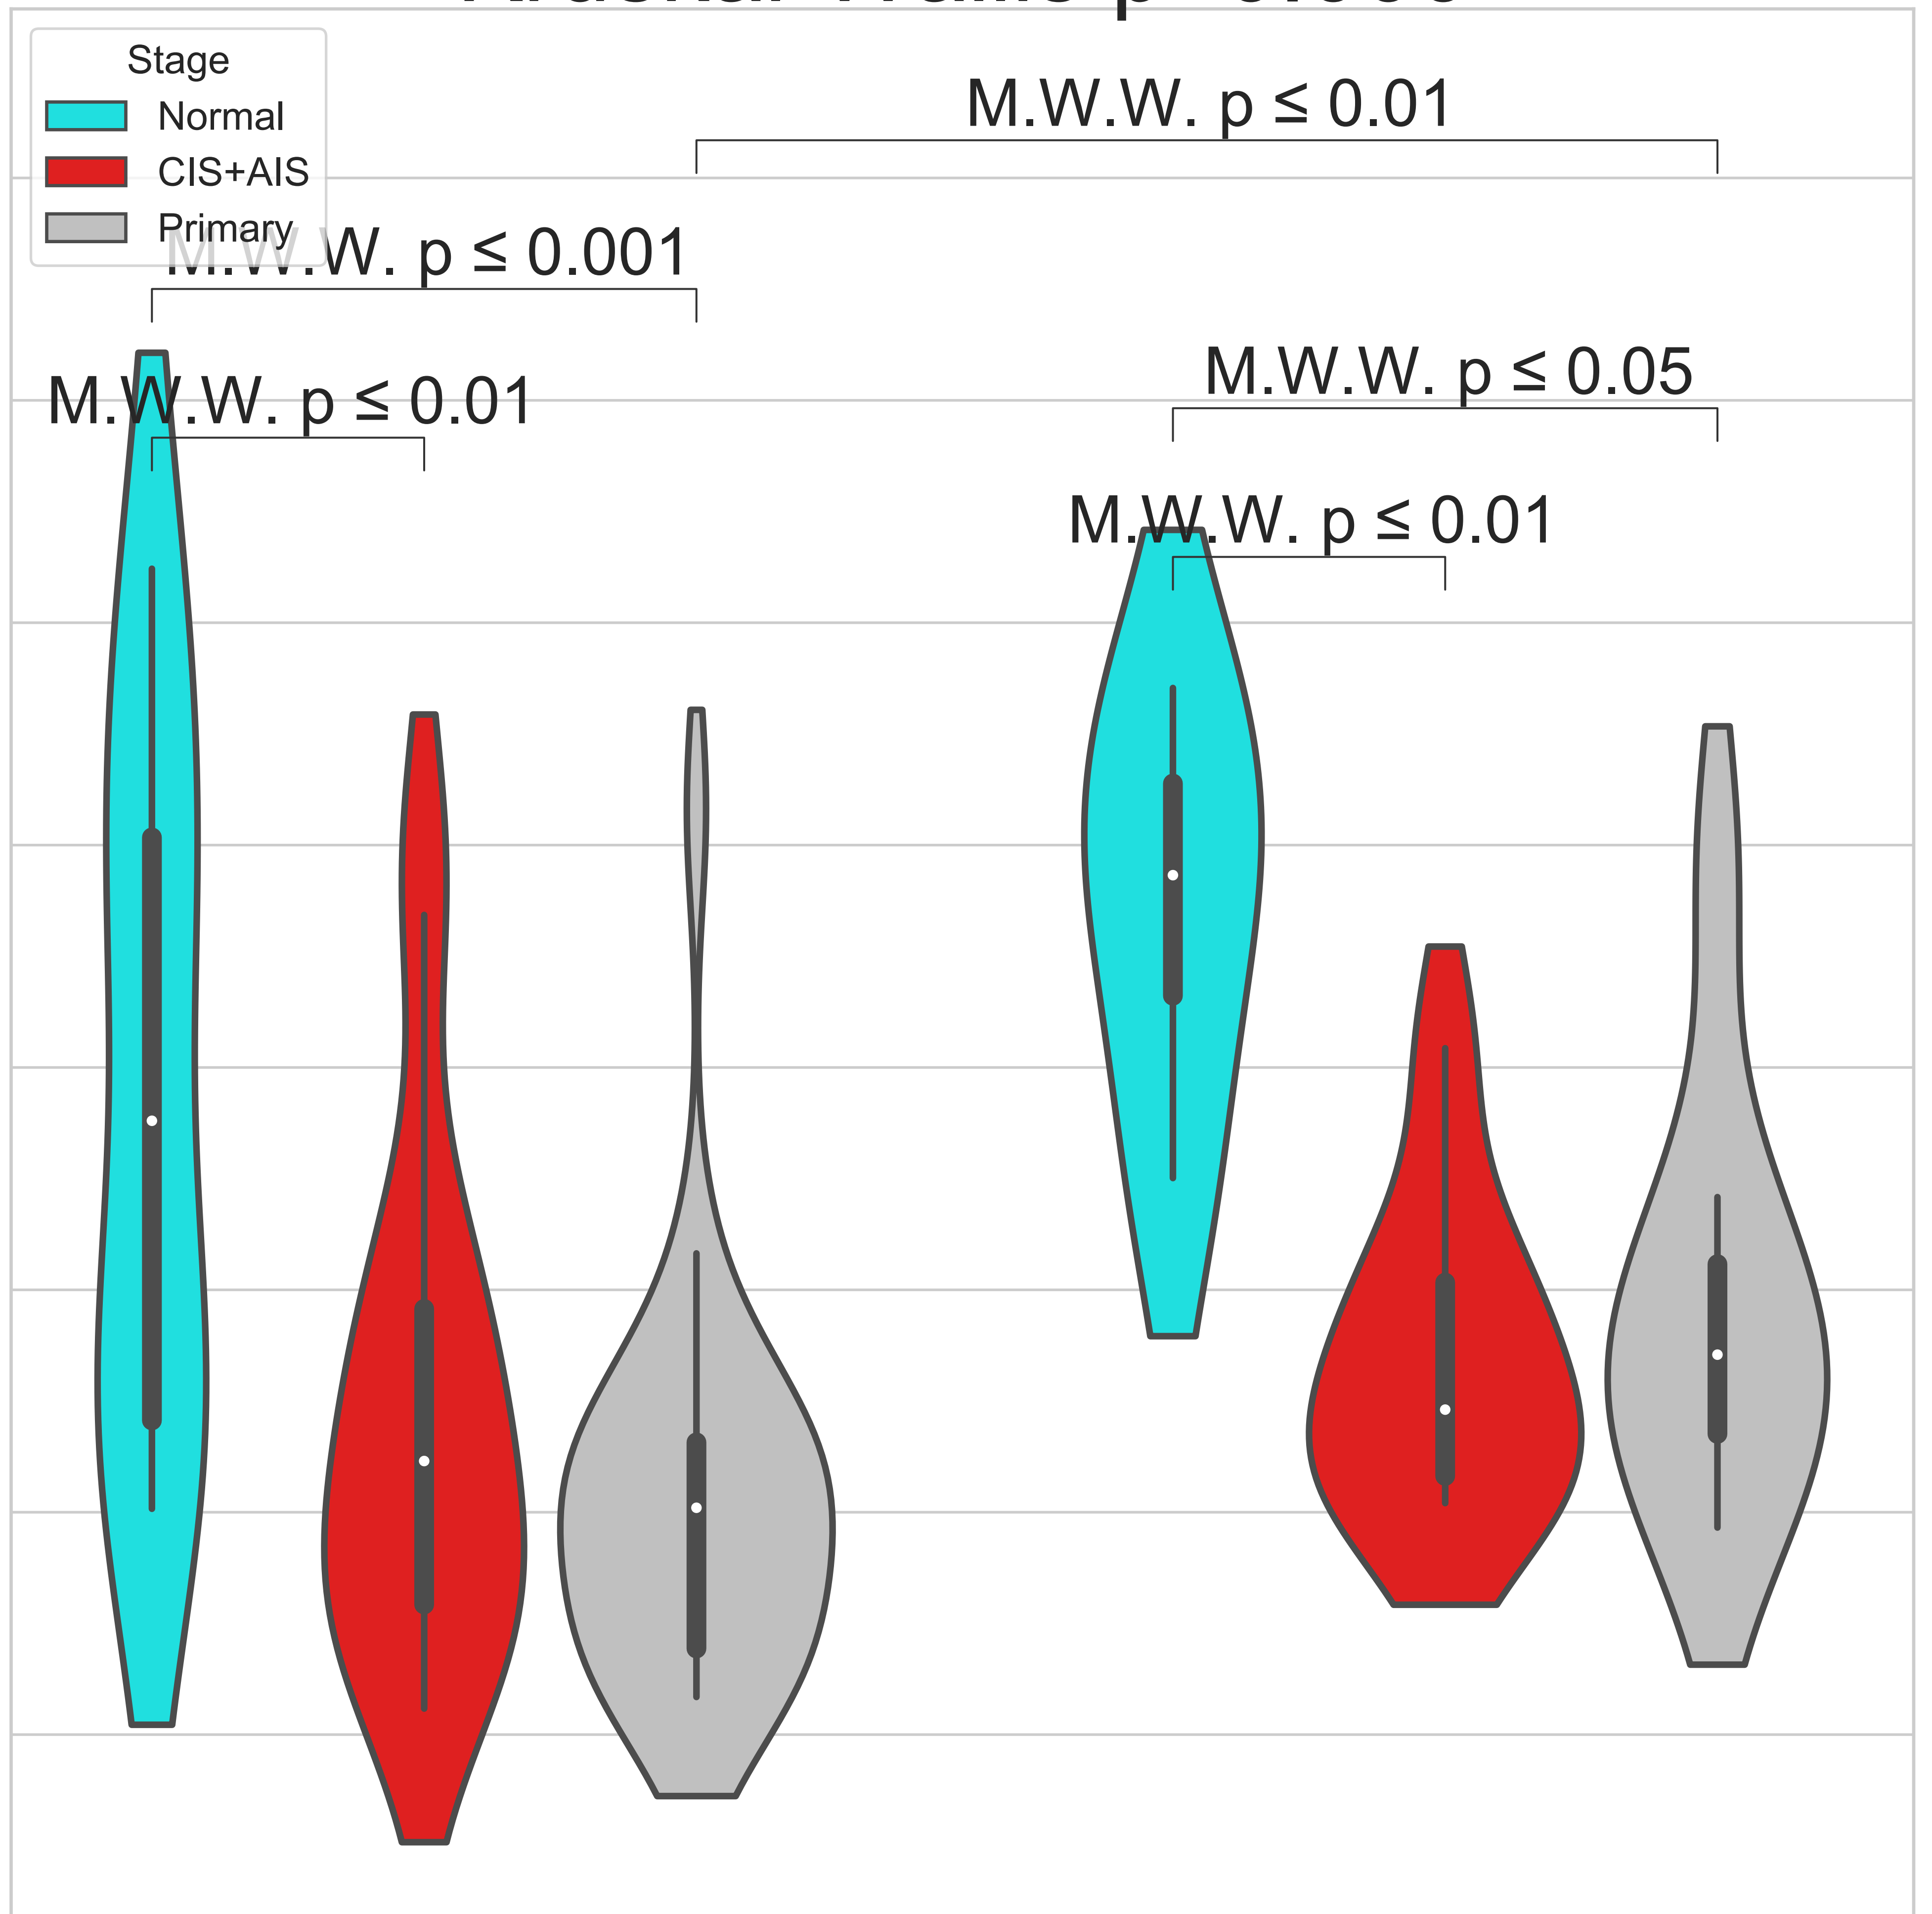 Stage
Normal
CIS+AIS
Primary
M.W.W. p ≤ 0.01
M.W.W. p ≤ 0.001
M.W.W. p ≤ 0.05
M.W.W. p ≤ 0.01
M.W.W. p ≤ 0.01